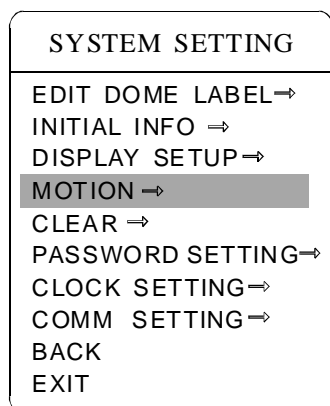 SYSTEM SETTING
EDIT DOME LABEL⇒
INITIAL INFO ⇒
DISPLAY SETUP⇒
MOTION ⇒
CLEAR ⇒
PASSWORD SETTING⇒
CLOCK SETTING⇒
COMM SETTING⇒
BACK
EXIT